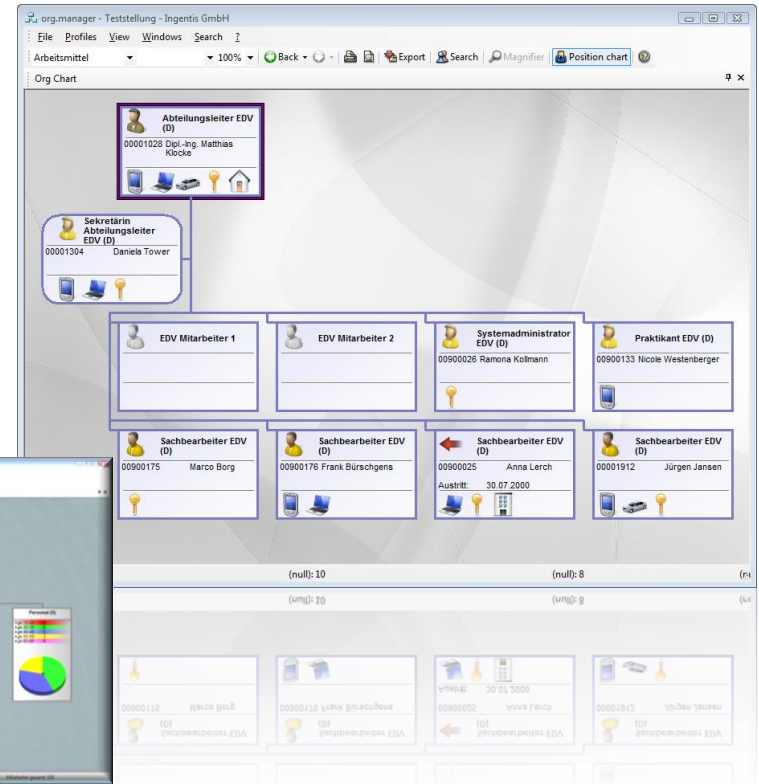 org.manager - Teststellung - Ingentis GmbH
File Profiles View Windows Search ?
Arbeitsmittel 100% Back Export Search Magnifier Position chart
Org Chart
Abteilungsleiter EDV
(D)
00001028 Dipl.-Ing. Matthias
Klocke
Sekretärin
Abteilungsleiter
EDV (D)
00001304 Daniela Tower
EDV Mitarbeiter 1
EDV Mitarbeiter 2
Systemadministrator
EDV (D)
00900026 Ramona Kollmann
Praktikant EDV (D)
00900133 Nicole Westenberger
Sachbearbeiter EDV
(D)
00900175 Marco Borg
Sachbearbeiter EDV
(D)
00900176 Frank Bürschgens
Sachbearbeiter EDV
(D)
00900025 Anna Lerch
Austritt: 30.07.2000
Sachbearbeiter EDV
(D)
00001912 Jürgen Jansen
(null): 10
(null): 8
Personal (D)